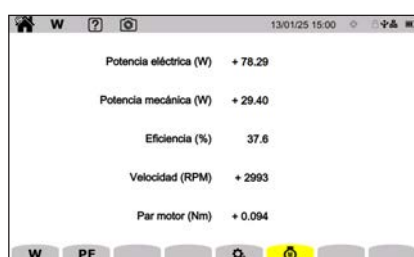 W ? 13/01/25 15:00
Potencia eléctrica (W) + 78.29
Potencia mecánica (W) + 29.40
Eficiencia (%) 37.6
Velocidad (RPM) + 2993
Par motor (Nm) + 0.094
W PF